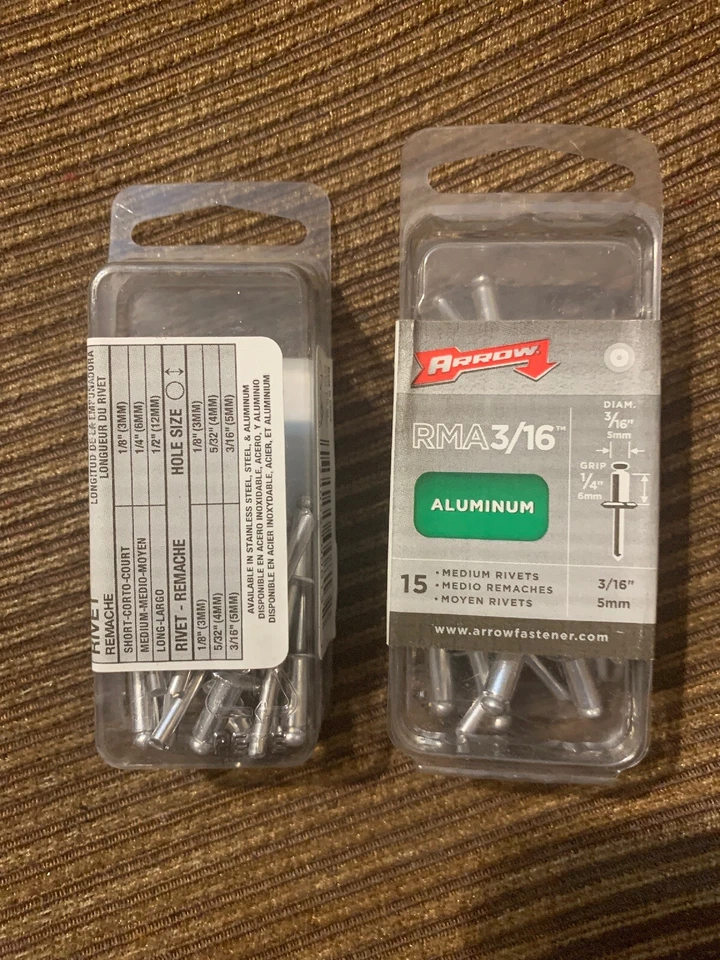 LONGITUD DE LA EMPUÑADORA
LONGUEUR DU RIVET
RIVET
REMACHE
SHORT-CORTO-COURT 1/8" (3MM)
MEDIUM-MEDIO-MOYEN 1/4" (6MM)
LONG-LARGO 1/2" (12MM)
RIVET - REMACHE HOLE SIZE
1/8" (3MM) 1/8" (3MM)
5/32" (4MM) 5/32" (4MM)
3/16" (5MM) 3/16" (5MM)
AVAILABLE IN STAINLESS STEEL, STEEL, & ALUMINUM
DISPONIBLE EN ACERO INOXIDABLE, ACERO, Y ALUMINIO
DISPONIBLE EN ACIER INOXYDABLE, ACIER, ET ALUMINIUM
ARROW
RMA3/16™
ALUMINUM
DIAM.
3/16"
5mm
GRIP
1/4"
6mm
15 • MEDIUM RIVETS
• MEDIO REMACHES
• MOYEN RIVETS
3/16"
5mm
www.arrowfastener.com